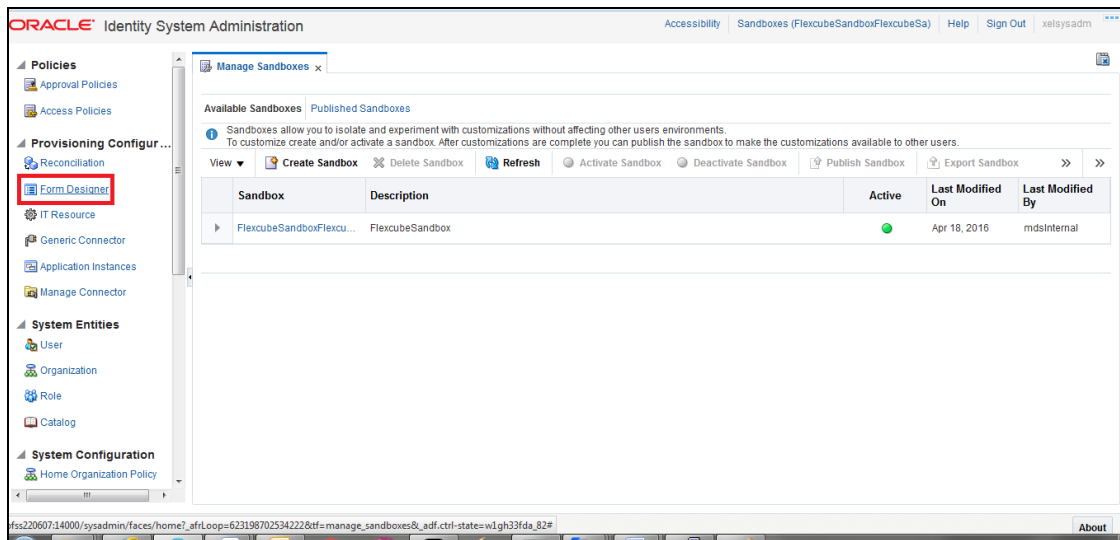 ORACLE Identity System Administration
Accessibility Sandboxes (FlexcubeSandboxFlexcubeSa) Help Sign Out xelsysadm
Policies
Approval Policies
Access Policies
Provisioning Configur...
Reconciliation
Form Designer
IT Resource
Generic Connector
Application Instances
Manage Connector
System Entities
User
Organization
Role
Catalog
System Configuration
Home Organization Policy
Manage Sandboxes
Available Sandboxes Published Sandboxes
Sandboxes allow you to isolate and experiment with customizations without affecting other users environments.
To customize create and/or activate a sandbox. After customizations are complete you can publish the sandbox to make the customizations available to other users.
View Create Sandbox Delete Sandbox Refresh Activate Sandbox Deactivate Sandbox Publish Sandbox Export Sandbox
Sandbox Description Active Last Modified On Last Modified By
FlexcubeSandboxFlexcu... FlexcubeSandbox Apr 18, 2016 mdsInternal
ofss220607:14000/sysadmin/faces/home?_afrLoop=623198702534222&tf=manage_sandboxes&_adf.ctrl-state=w1gh33fda_82#
About